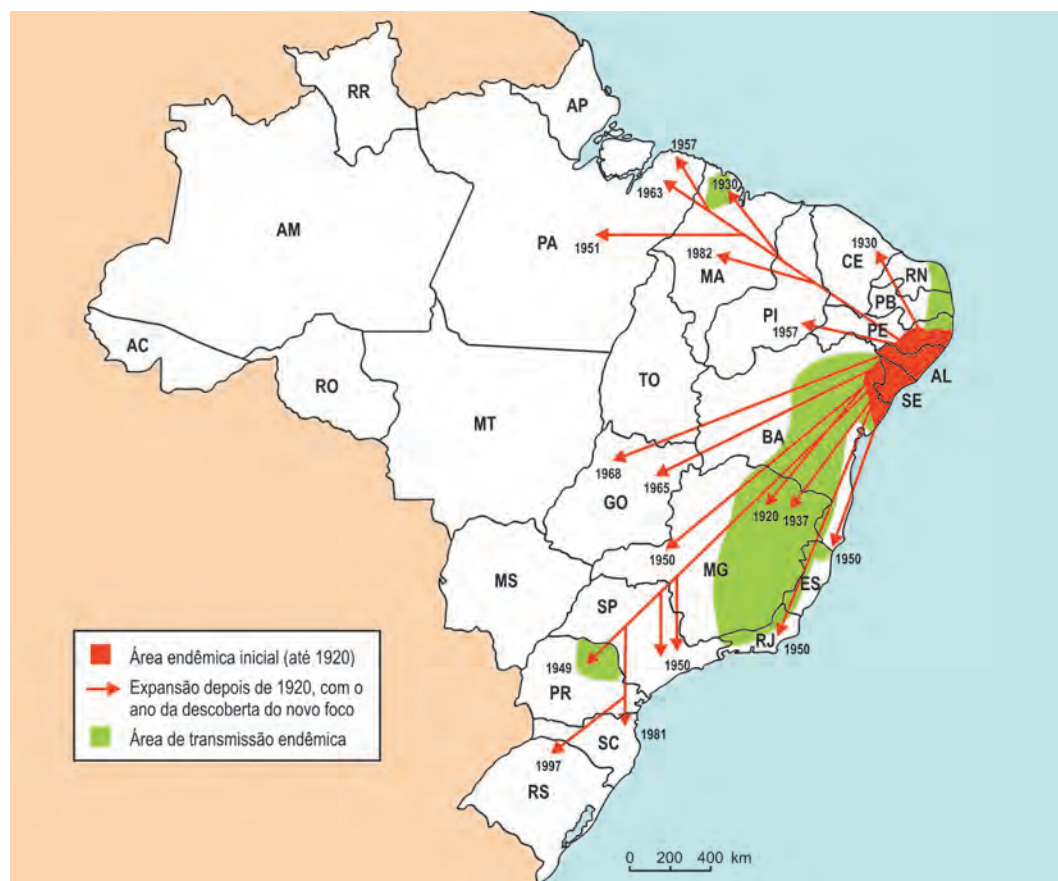 RR
AP
1957
1963
1930
AM
PA
1951
1982
MA
1930
CE
RN
PB
PI
1957
PE
AC
RO
TO
AL
SE
MT
BA
1968
1965
GO
1920
1937
1950
MG
1950
MS
ES
SP
RJ
1950
1950
1949
PR
SC
1981
1997
RS
Área endêmica inicial (até 1920)
Expansão depois de 1920, com o
ano da descoberta do novo foco
Área de transmissão endêmica
0 200 400 km